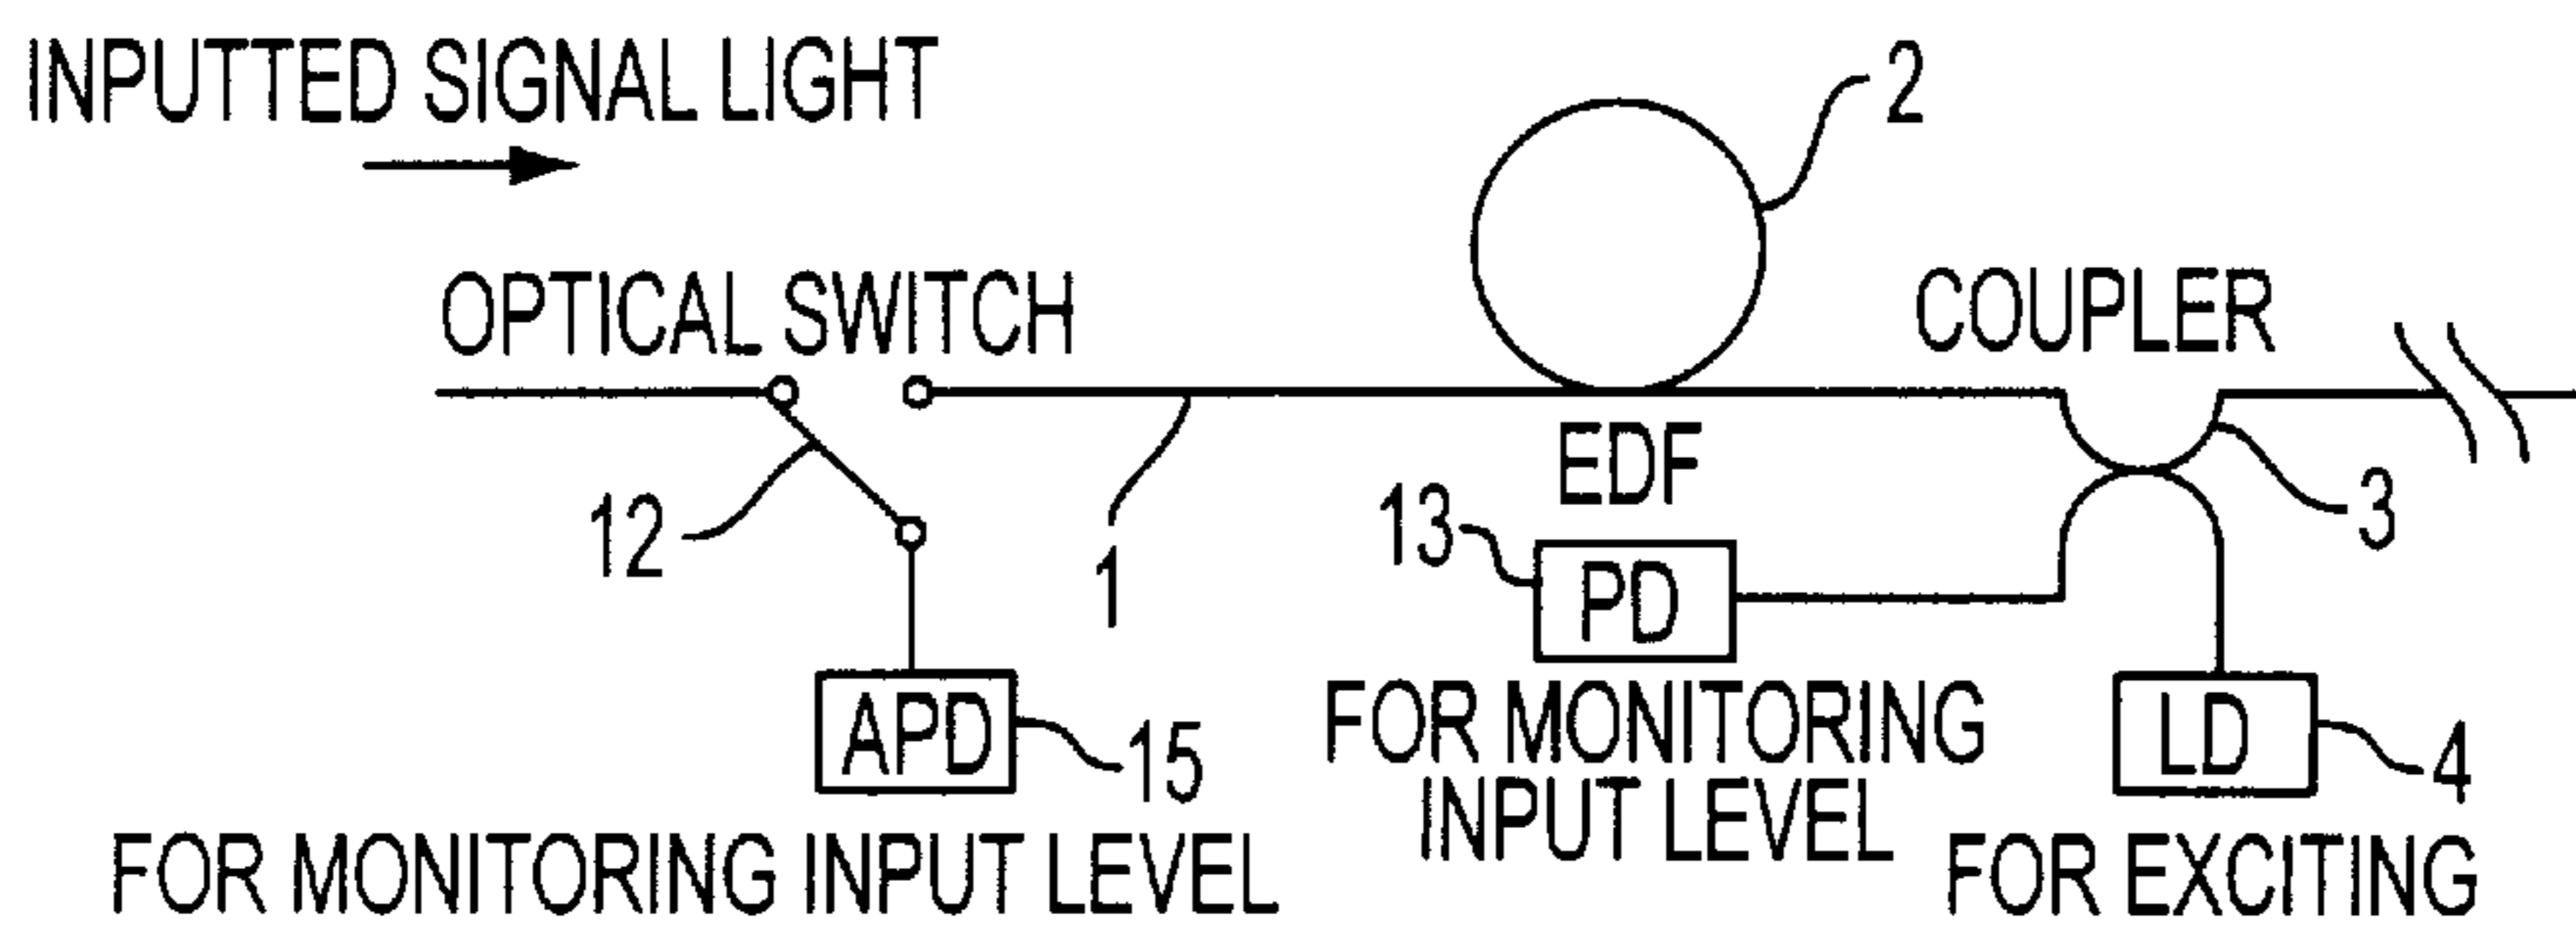 INPUTTED SIGNAL LIGHT
2
OPTICAL SWITCH
COUPLER
EDF
12
1
13
PD
3
APD
15
FOR MONITORING
INPUT LEVEL
LD
4
FOR MONITORING INPUT LEVEL
FOR EXCITING